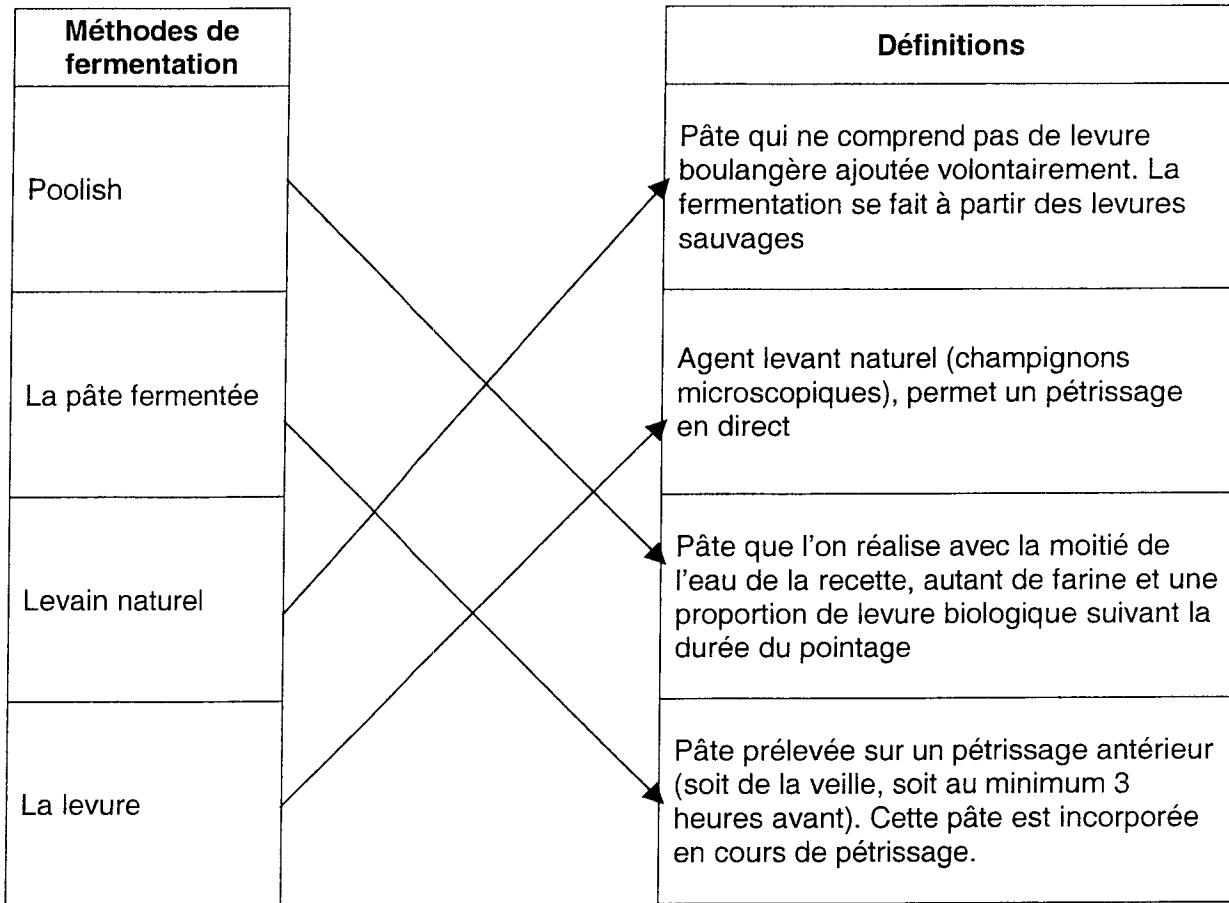 Méthodes de
fermentation
Définitions
Poolish
Pâte qui ne comprend pas de levure
boulangère ajoutée volontairement. La
fermentation se fait à partir des levures
sauvages
La pâte fermentée
Agent levant naturel (champignons
microscopiques), permet un pétrissage
en direct
Levain naturel
Pâte que l'on réalise avec la moitié de
l'eau de la recette, autant de farine et une
proportion de levure biologique suivant la
durée du pointage
La levure
Pâte prélevée sur un pétrissage antérieur
(soit de la veille, soit au minimum 3
heures avant). Cette pâte est incorporée
en cours de pétrissage.